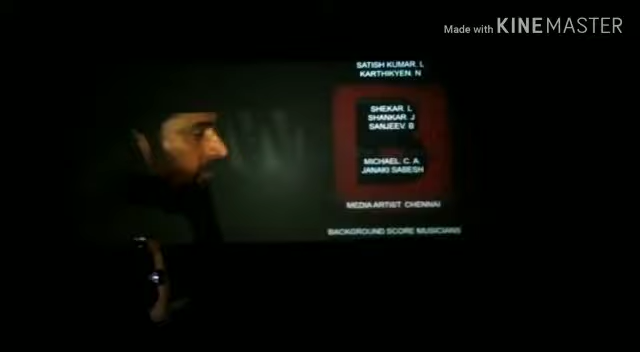 Made with KINEMASTER
SATISH KUMAR. L
KARTHIKYEN. N
SHEKAR. L
SHANKAR. J
SANJEEV. B
MICHAEL. C. A
JANAKI SABESH
MEDIA ARTIST CHENNAI
BACKGROUND SCORE MUSICIANS